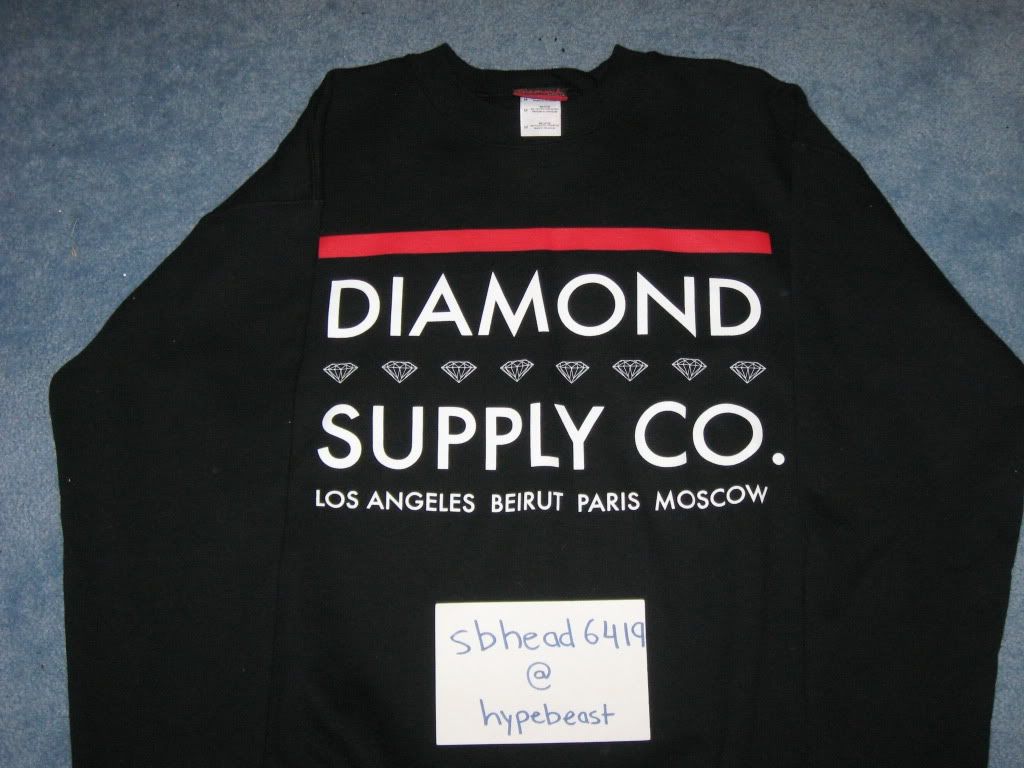 DIAMOND
SUPPLY CO.
LOS ANGELES BEIRUT PARIS MOSCOW
sbhead6419
@
hypebeast